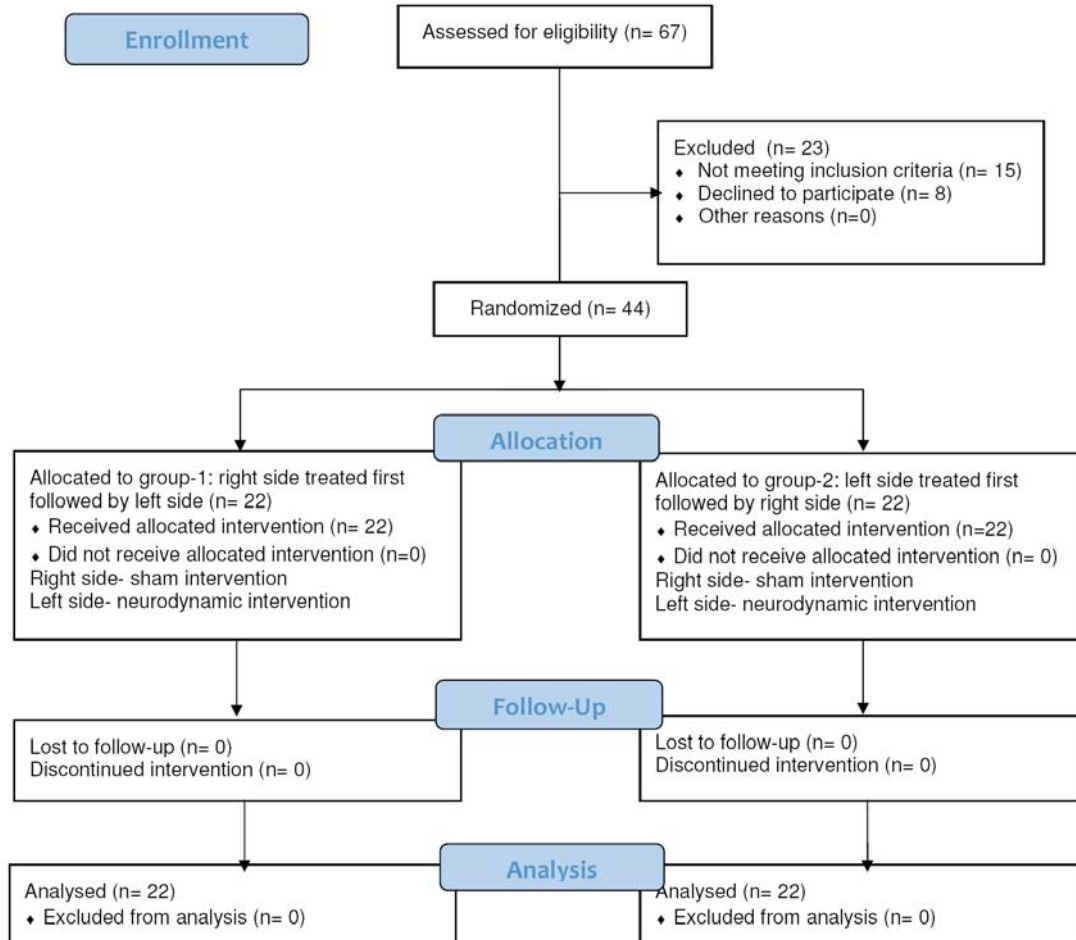 Enrollment
Assessed for eligibility (n= 67)
Excluded (n= 23)
♦ Not meeting inclusion criteria (n= 15)
♦ Declined to participate (n= 8)
♦ Other reasons (n=0)
Randomized (n= 44)
Allocation
Allocated to group-1: right side treated first
followed by left side (n= 22)
♦ Received allocated intervention (n= 22)
♦ Did not receive allocated intervention (n=0)
Right side- sham intervention
Left side- neurodynamic intervention
Allocated to group-2: left side treated first
followed by right side (n= 22)
♦ Received allocated intervention (n=22)
♦ Did not receive allocated intervention (n= 0)
Right side- sham intervention
Left side- neurodynamic intervention
Follow-Up
Lost to follow-up (n= 0)
Discontinued intervention (n= 0)
Lost to follow-up (n= 0)
Discontinued intervention (n= 0)
Analysis
Analysed (n= 22)
♦ Excluded from analysis (n= 0)
Analysed (n= 22)
♦ Excluded from analysis (n= 0)